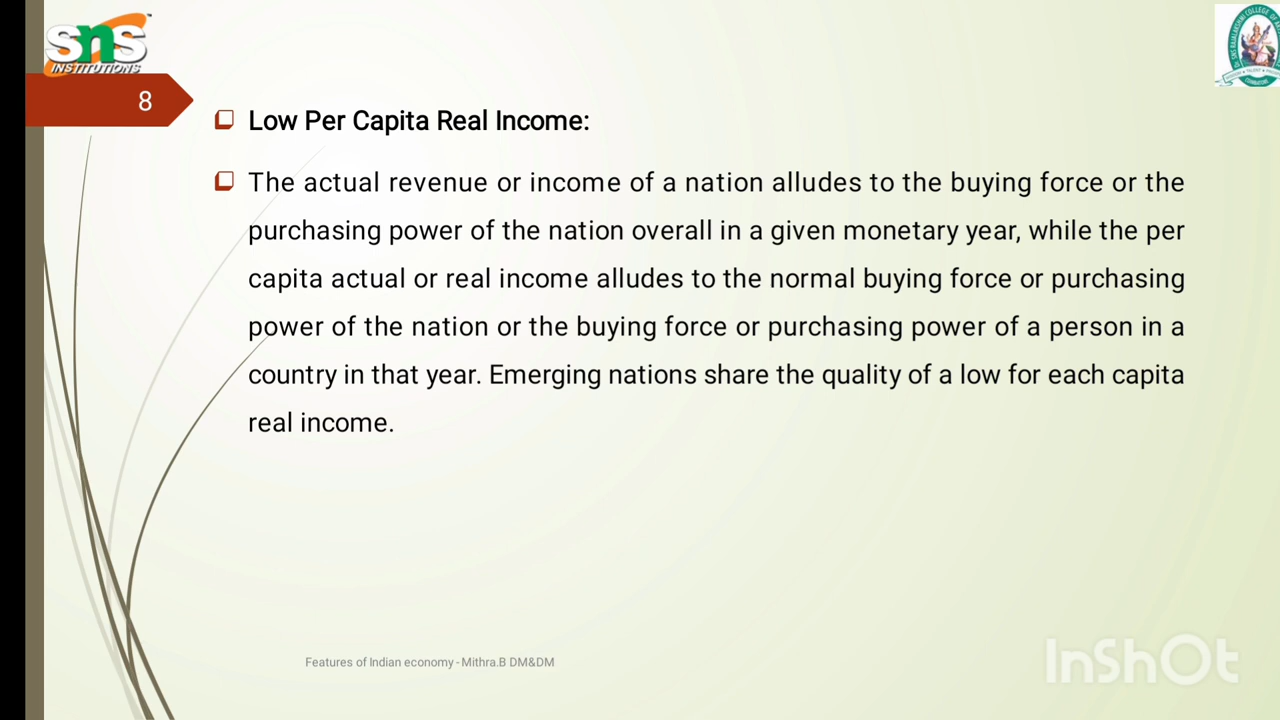 sns
INSTITUTIONS
8
Low Per Capita Real Income:
The actual revenue or income of a nation alludes to the buying force or the
purchasing power of the nation overall in a given monetary year, while the per
capita actual or real income alludes to the normal buying force or purchasing
power of the nation or the buying force or purchasing power of a person in a
country in that year. Emerging nations share the quality of a low for each capita
real income.
Features of Indian economy - Mithra.B DM&DM
InShOt